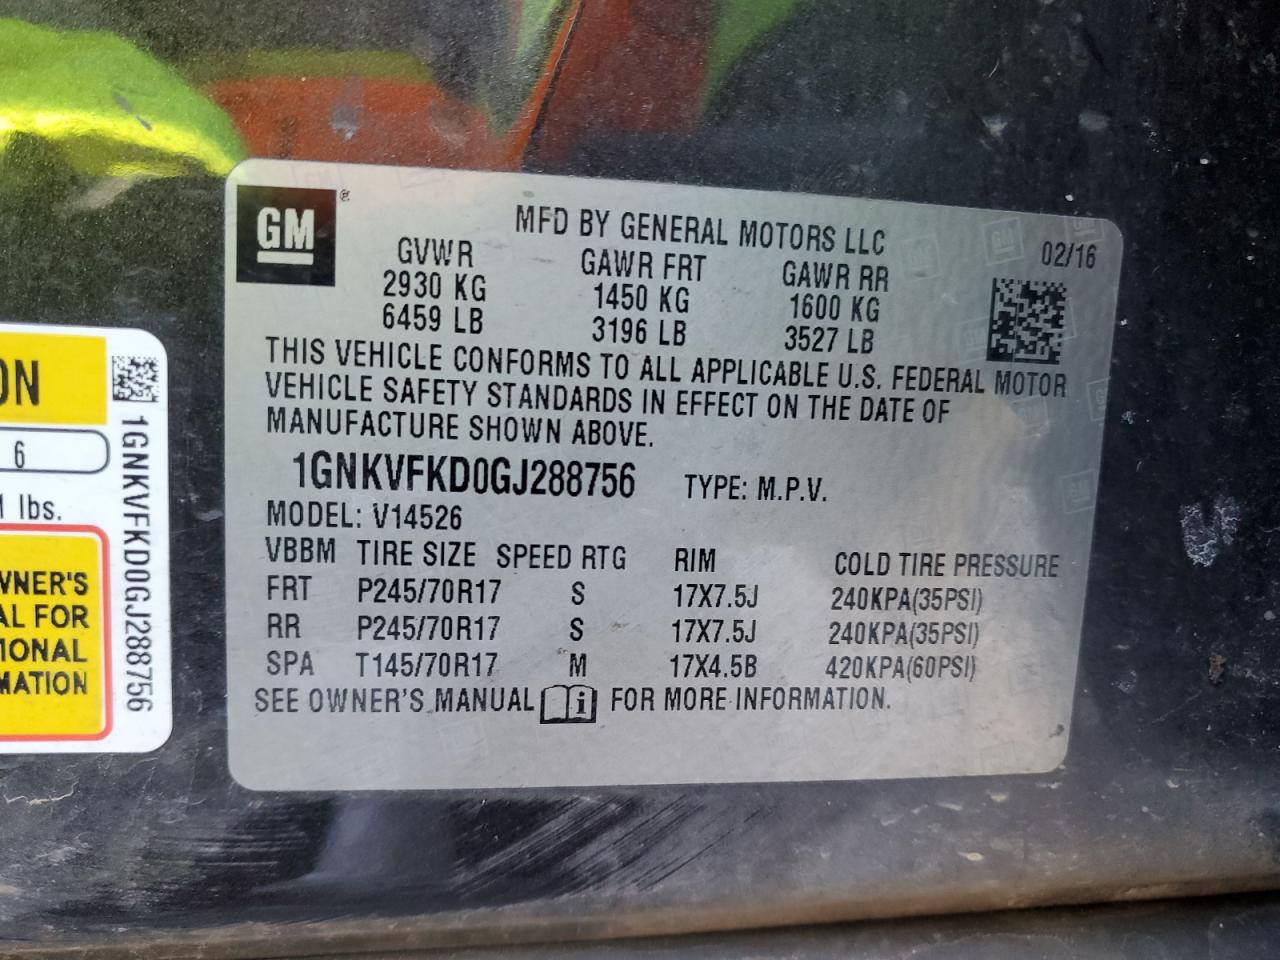 GM
®
MFD BY GENERAL MOTORS LLC
02/16
GVWR GAWR FRT GAWR RR
2930 KG 1450 KG 1600 KG
6459 LB 3196 LB 3527 LB
THIS VEHICLE CONFORMS TO ALL APPLICABLE U.S. FEDERAL MOTOR
VEHICLE SAFETY STANDARDS IN EFFECT ON THE DATE OF
MANUFACTURE SHOWN ABOVE.
1GNKVFKD0GJ288756 TYPE: M.P.V.
MODEL: V14526
VBBM TIRE SIZE SPEED RTG RIM COLD TIRE PRESSURE
FRT P245/70R17 S 17X7.5J 240KPA(35PSI)
RR P245/70R17 S 17X7.5J 240KPA(35PSI)
SPA T145/70R17 M 17X4.5B 420KPA(60PSI)
SEE OWNER'S MANUAL i FOR MORE INFORMATION.
ON
6
lbs.
WNER'S
AL FOR
IONAL
MATION
1GNKVFKD0GJ288756